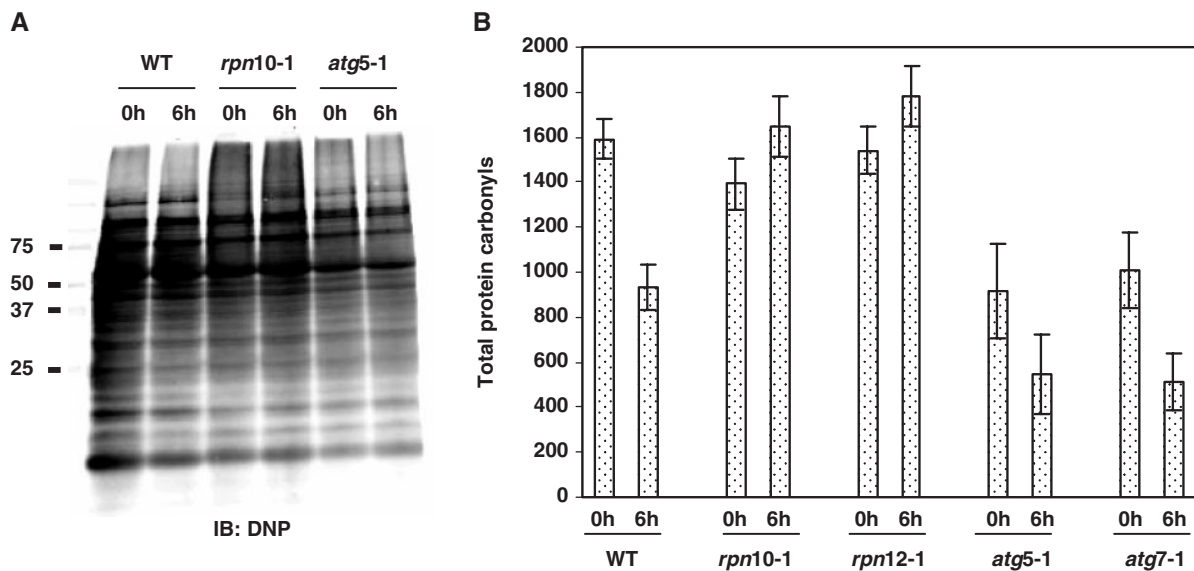 A
WT rpn10-1 atg5-1
0h 6h 0h 6h 0h 6h
75
50
37
25
IB: DNP
B
Total protein carbonyls
2000
1800
1600
1400
1200
1000
800
600
400
200
0
0h 6h 0h 6h 0h 6h 0h 6h 0h 6h
WT rpn10-1 rpn12-1 atg5-1 atg7-1